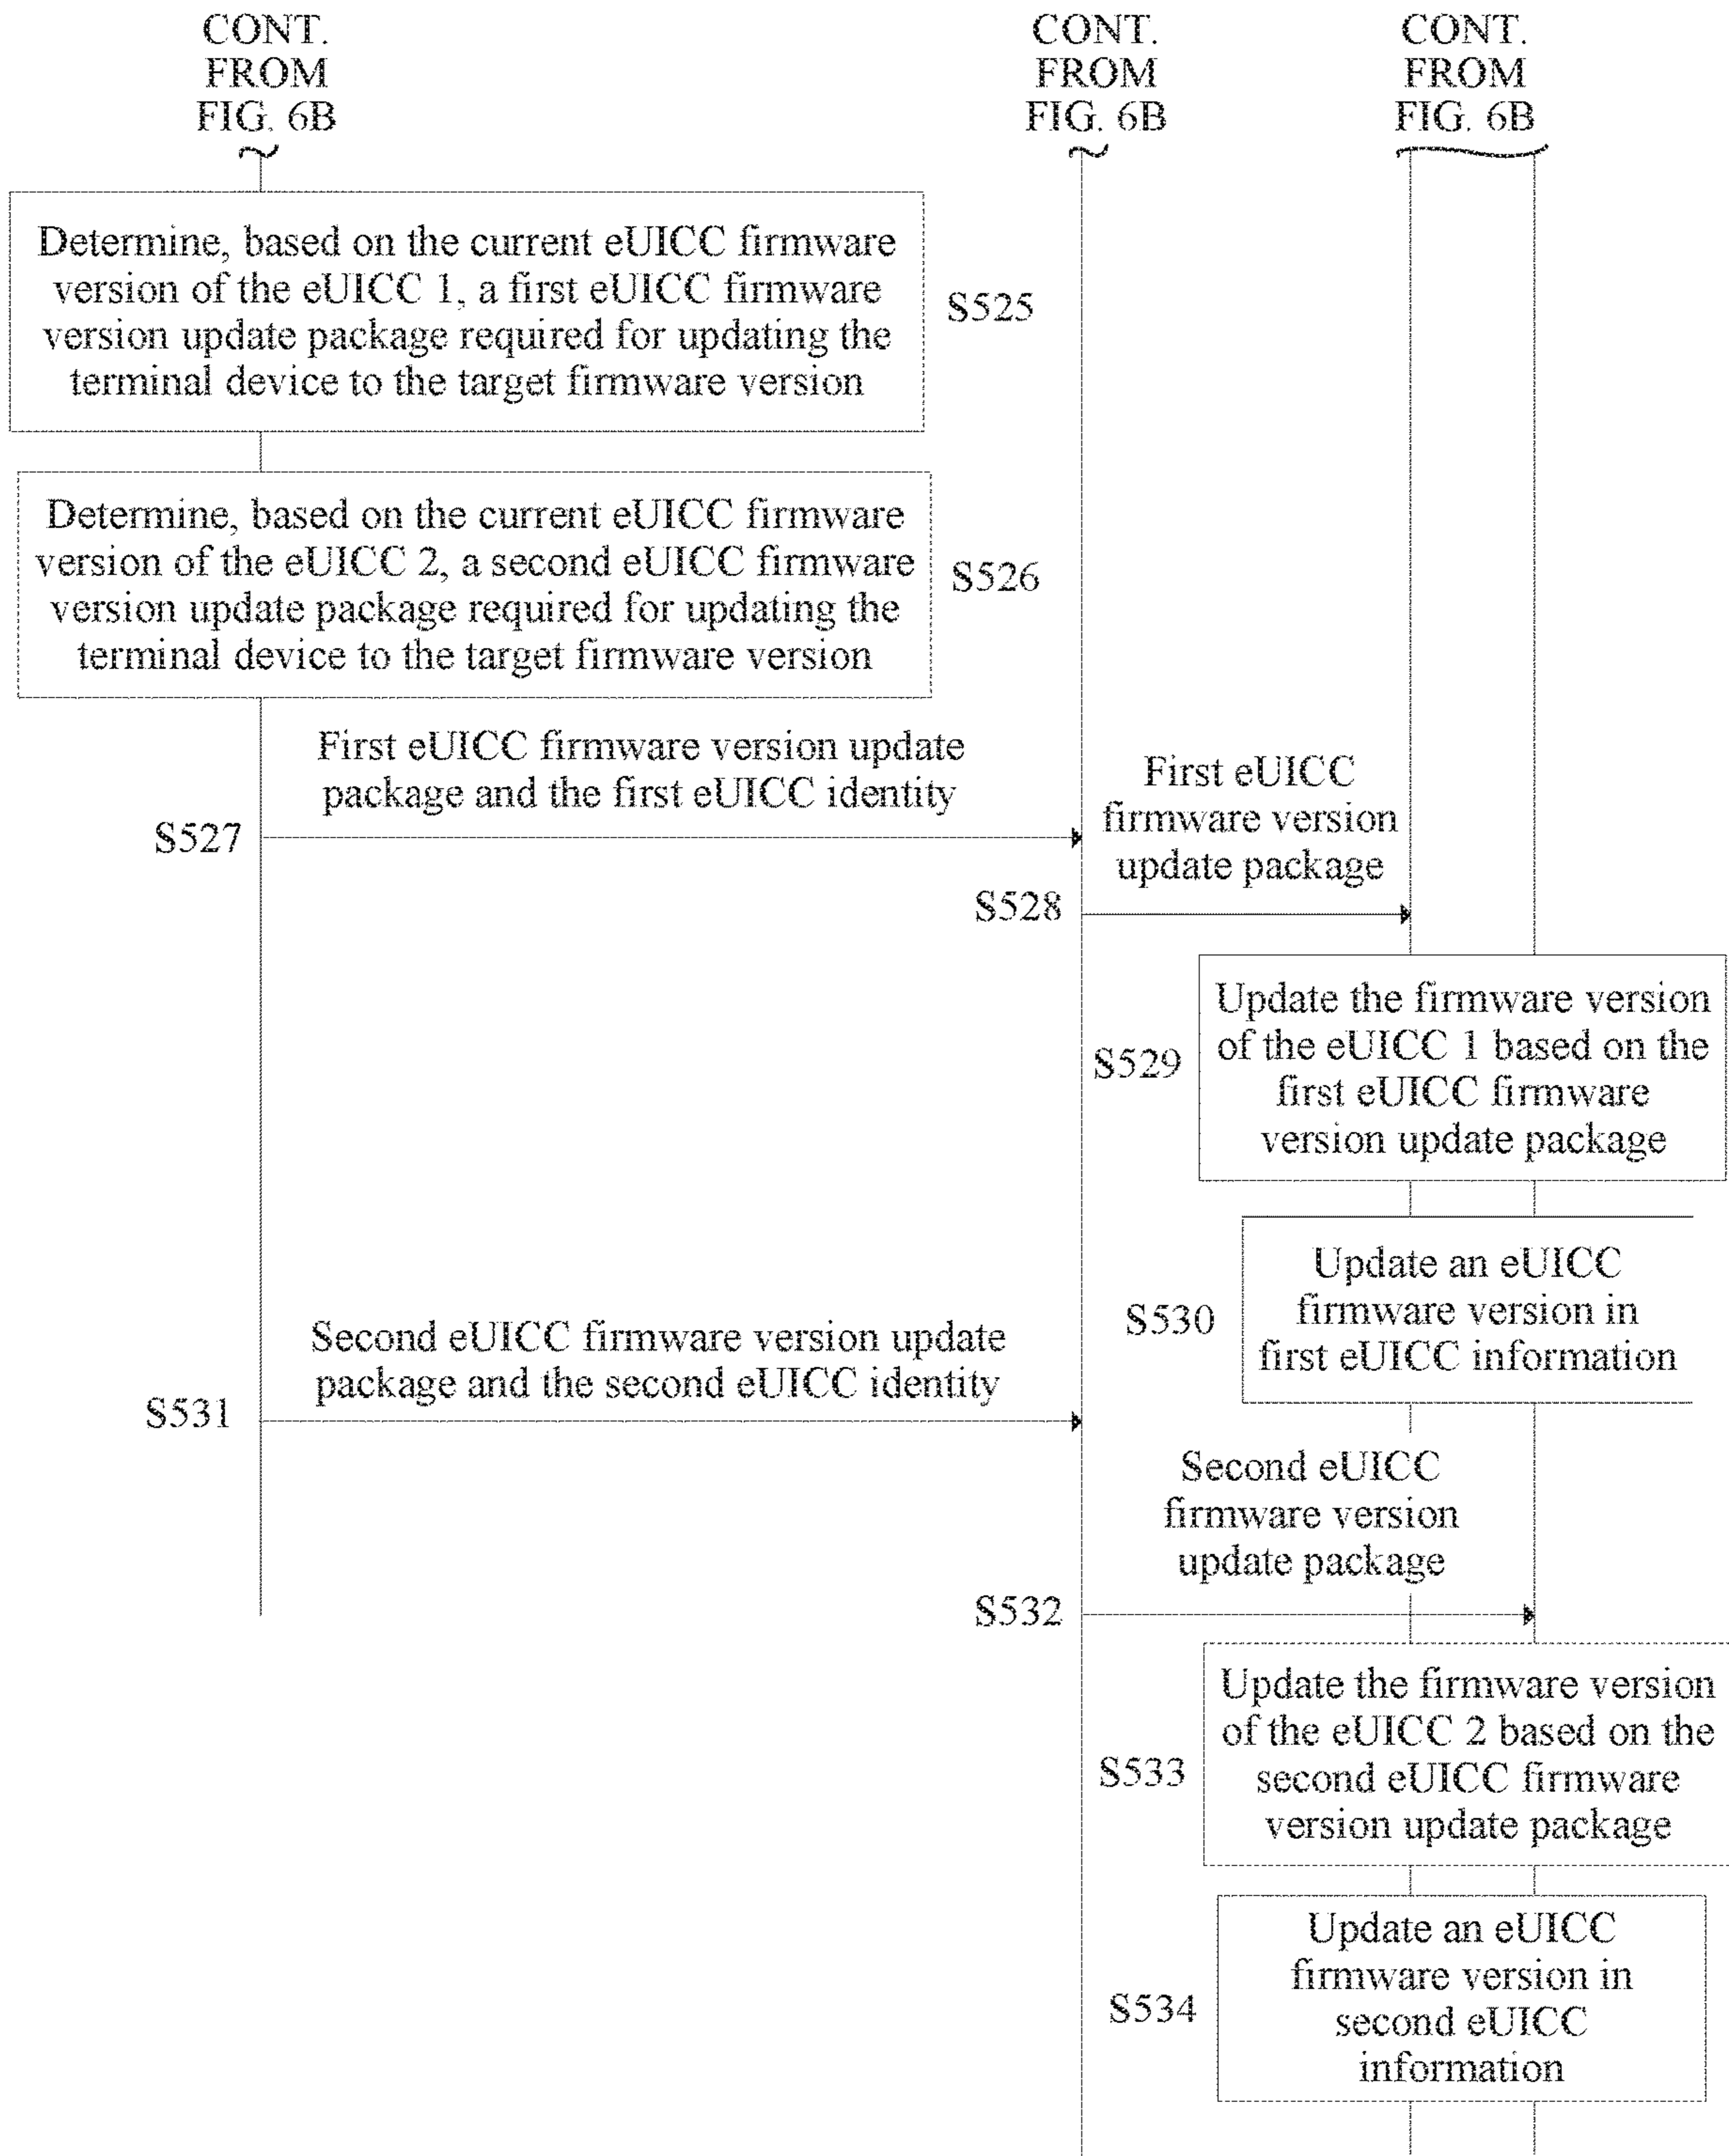 CONT.
FROM
FIG. 6B
CONT.
FROM
FIG. 6B
CONT.
FROM
FIG. 6B
Determine, based on the current eUICC firmware
version of the eUICC 1, a first eUICC firmware
version update package required for updating the
terminal device to the target firmware version
S525
Determine, based on the current eUICC firmware
version of the eUICC 2, a second eUICC firmware
version update package required for updating the
terminal device to the target firmware version
S526
First eUICC firmware version update
package and the first eUICC identity
S527
First eUICC
firmware version
update package
S528
Update the firmware version
of the eUICC 1 based on the
first eUICC firmware
version update package
S529
Update an eUICC
firmware version in
first eUICC information
S530
Second eUICC firmware version update
package and the second eUICC identity
S531
Second eUICC
firmware version
update package
S532
Update the firmware version
of the eUICC 2 based on the
second eUICC firmware
version update package
S533
Update an eUICC
firmware version in
second eUICC
information
S534